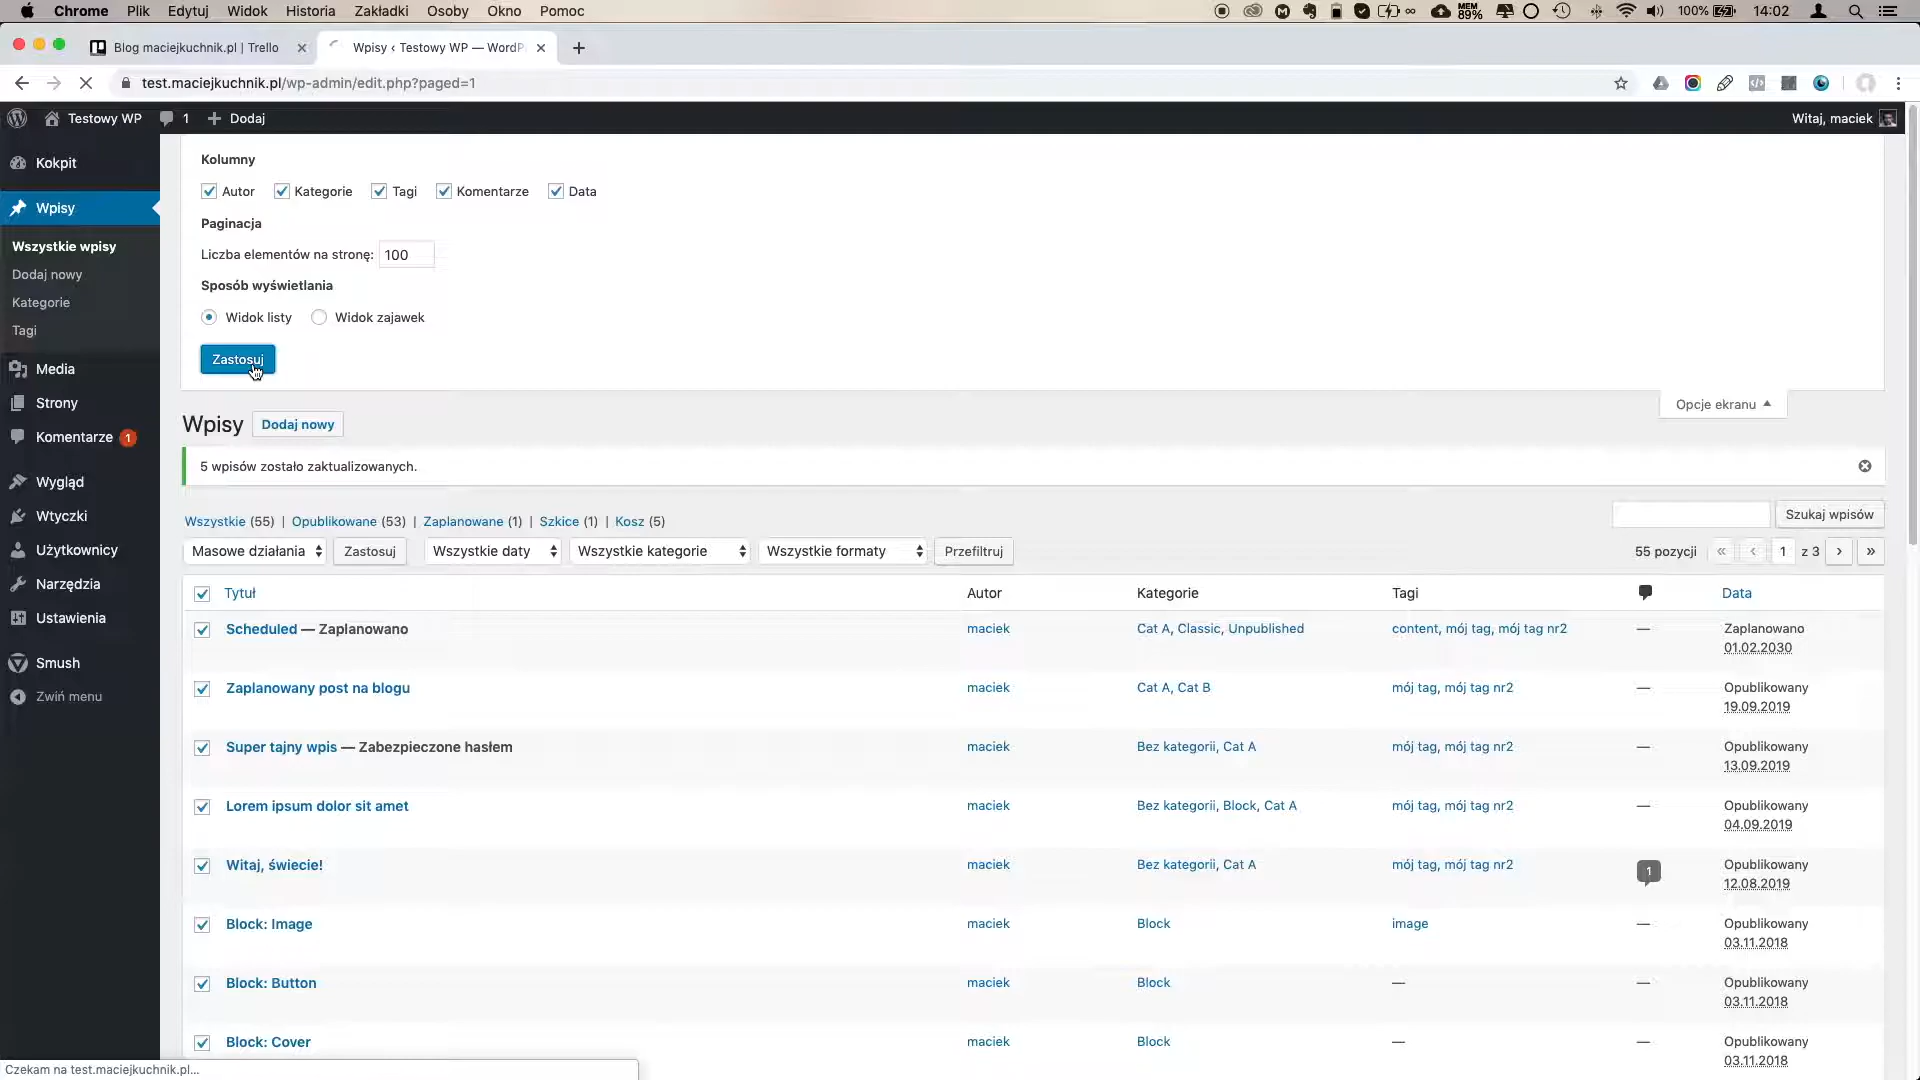 Chrome Plik Edytuj Widok Historia Zakładki Osoby Okno Pomoc MEM 89% 100% 14:02
Blog maciejkuchnik.pl | Trello Wpisy ‹ Testowy WP — WordP
test.maciejkuchnik.pl/wp-admin/edit.php?paged=1
Testowy WP 1 Dodaj Witaj, maciek
Kokpit
Wpisy
Wszystkie wpisy
Dodaj nowy
Kategorie
Tagi
Media
Strony
Komentarze 1
Wygląd
Wtyczki
Użytkownicy
Narzędzia
Ustawienia
Smush
Zwiń menu
Kolumny
Autor Kategorie Tagi Komentarze Data
Paginacja
Liczba elementów na stronę: 100
Sposób wyświetlania
Widok listy Widok zajawek
Zastosuj
Opcje ekranu
Wpisy Dodaj nowy
5 wpisów zostało zaktualizowanych.
Wszystkie (55) | Opublikowane (53) | Zaplanowane (1) | Szkice (1) | Kosz (5)
Szukaj wpisów
Masowe działania Zastosuj Wszystkie daty Wszystkie kategorie Wszystkie formaty Przefiltruj 55 pozycji « ‹ 1 z 3 › »
Tytuł Autor Kategorie Tagi Data
Scheduled — Zaplanowano maciek Cat A, Classic, Unpublished content, mój tag, mój tag nr2 — Zaplanowano
01.02.2030
Zaplanowany post na blogu maciek Cat A, Cat B mój tag, mój tag nr2 — Opublikowany
19.09.2019
Super tajny wpis — Zabezpieczone hasłem maciek Bez kategorii, Cat A mój tag, mój tag nr2 — Opublikowany
13.09.2019
Lorem ipsum dolor sit amet maciek Bez kategorii, Block, Cat A mój tag, mój tag nr2 — Opublikowany
04.09.2019
Witaj, świecie! maciek Bez kategorii, Cat A mój tag, mój tag nr2 1 Opublikowany
12.08.2019
Block: Image maciek Block image — Opublikowany
03.11.2018
Block: Button maciek Block — — Opublikowany
03.11.2018
Block: Cover maciek Block — — Opublikowany
03.11.2018
Czekam na test.maciejkuchnik.pl...